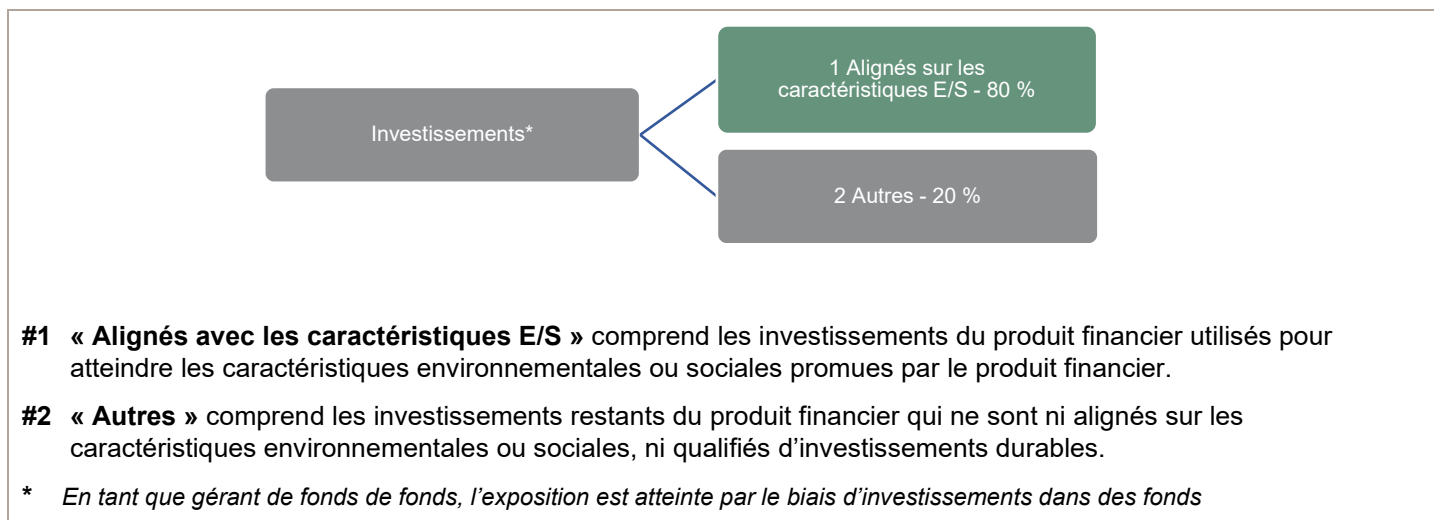 1 Alignés sur les
caractéristiques E/S - 80 %
Investissements*
2 Autres - 20 %
#1 « Alignés avec les caractéristiques E/S » comprend les investissements du produit financier utilisés pour
atteindre les caractéristiques environnementales ou sociales promues par le produit financier.
#2 « Autres » comprend les investissements restants du produit financier qui ne sont ni alignés sur les
caractéristiques environnementales ou sociales, ni qualifiés d’investissements durables.
* En tant que gérant de fonds de fonds, l’exposition est atteinte par le biais d’investissements dans des fonds